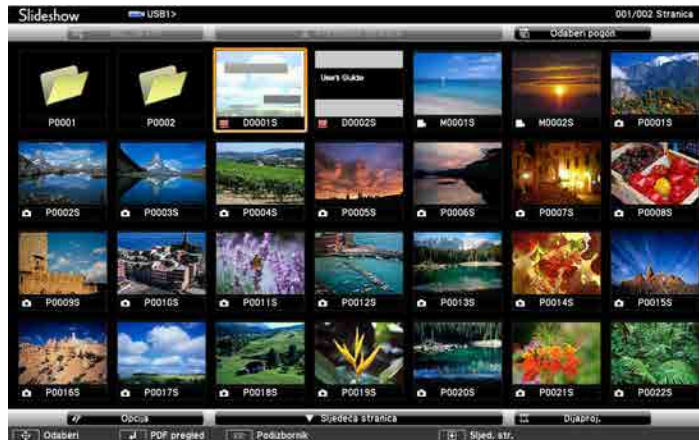 Slideshow USB1> 001/002 Stranica
Odaberi pogon
P0001 P0002 D0001S D0002S M0001S M0002S P0001S
User's Guide
P0002S P0003S P0004S P0005S P0006S P0007S P0008S
P0009S P0010S P0011S P0012S P0013S P0014S P0015S
P0016S P0017S P0018S P0019S P0020S P0021S P0022S
Opcija Sljedeća stranica Dijaproj.
Odaberi PDF pregled Podizbornik Sljed. str.